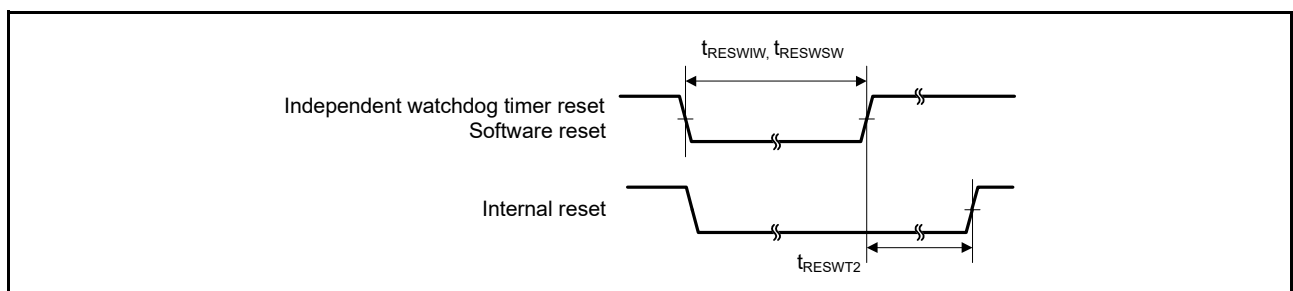 tRESWIW, tRESWSW
Independent watchdog timer reset
Software reset
Internal reset
tRESWT2